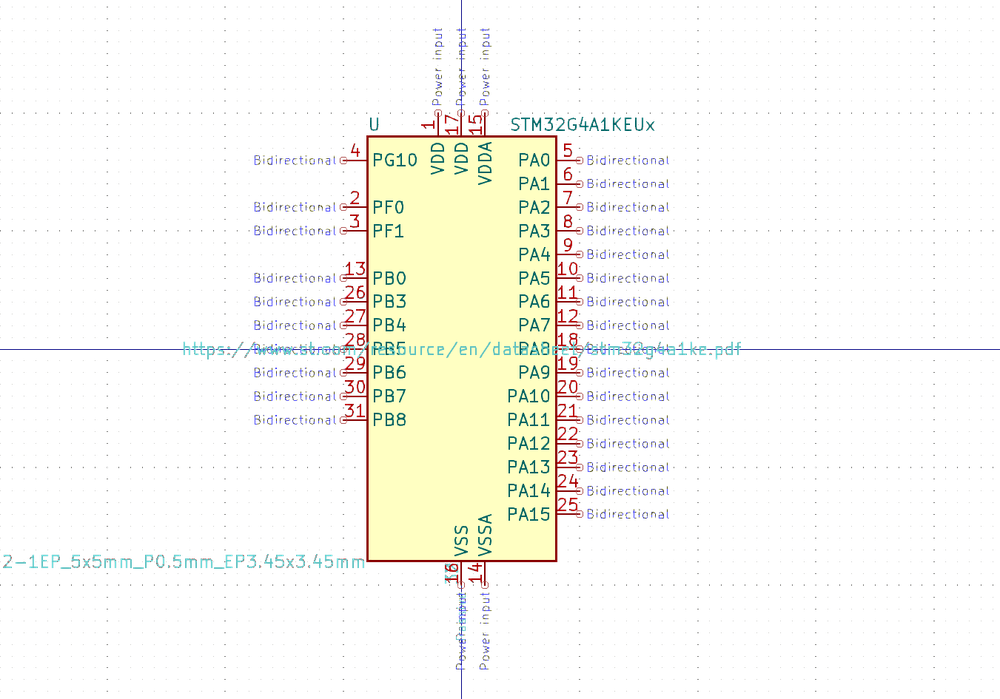 Power input Power input Power input
U STM32G4A1KEUx
1 17 15
VDD VDD VDDA
Bidirectional 4 PG10 PA0 5 Bidirectional
PA1 6 Bidirectional
Bidirectional 2 PF0 PA2 7 Bidirectional
Bidirectional 3 PF1 PA3 8 Bidirectional
PA4 9 Bidirectional
Bidirectional 13 PB0 PA5 10 Bidirectional
Bidirectional 26 PB3 PA6 11 Bidirectional
Bidirectional 27 PB4 PA7 12 Bidirectional
28 PB5 PA8 18
https://www.st.com/resource/en/datasheet/stm32g4a1ke.pdf
Bidirectional 29 PB6 PA9 19 Bidirectional
Bidirectional 30 PB7 PA10 20 Bidirectional
Bidirectional 31 PB8 PA11 21 Bidirectional
PA12 22 Bidirectional
PA13 23 Bidirectional
PA14 24 Bidirectional
PA15 25 Bidirectional
VSS VSSA
2-1EP_5x5mm_P0.5mm_EP3.45x3.45mm
16 14
Power input Power input